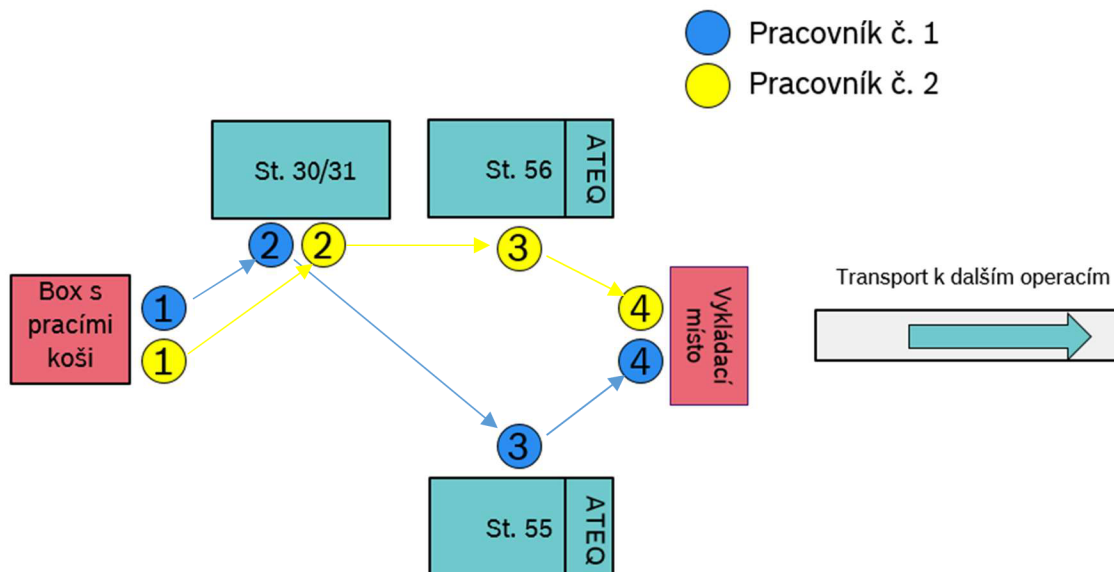 Pracovník č. 1
Pracovník č. 2
St. 30/31
St. 56
ATEQ
2
2
3
Box s
pracími
koši
1
1
4
4
Vykládací
místo
Transport k dalším operacím
3
St. 55
ATEQ